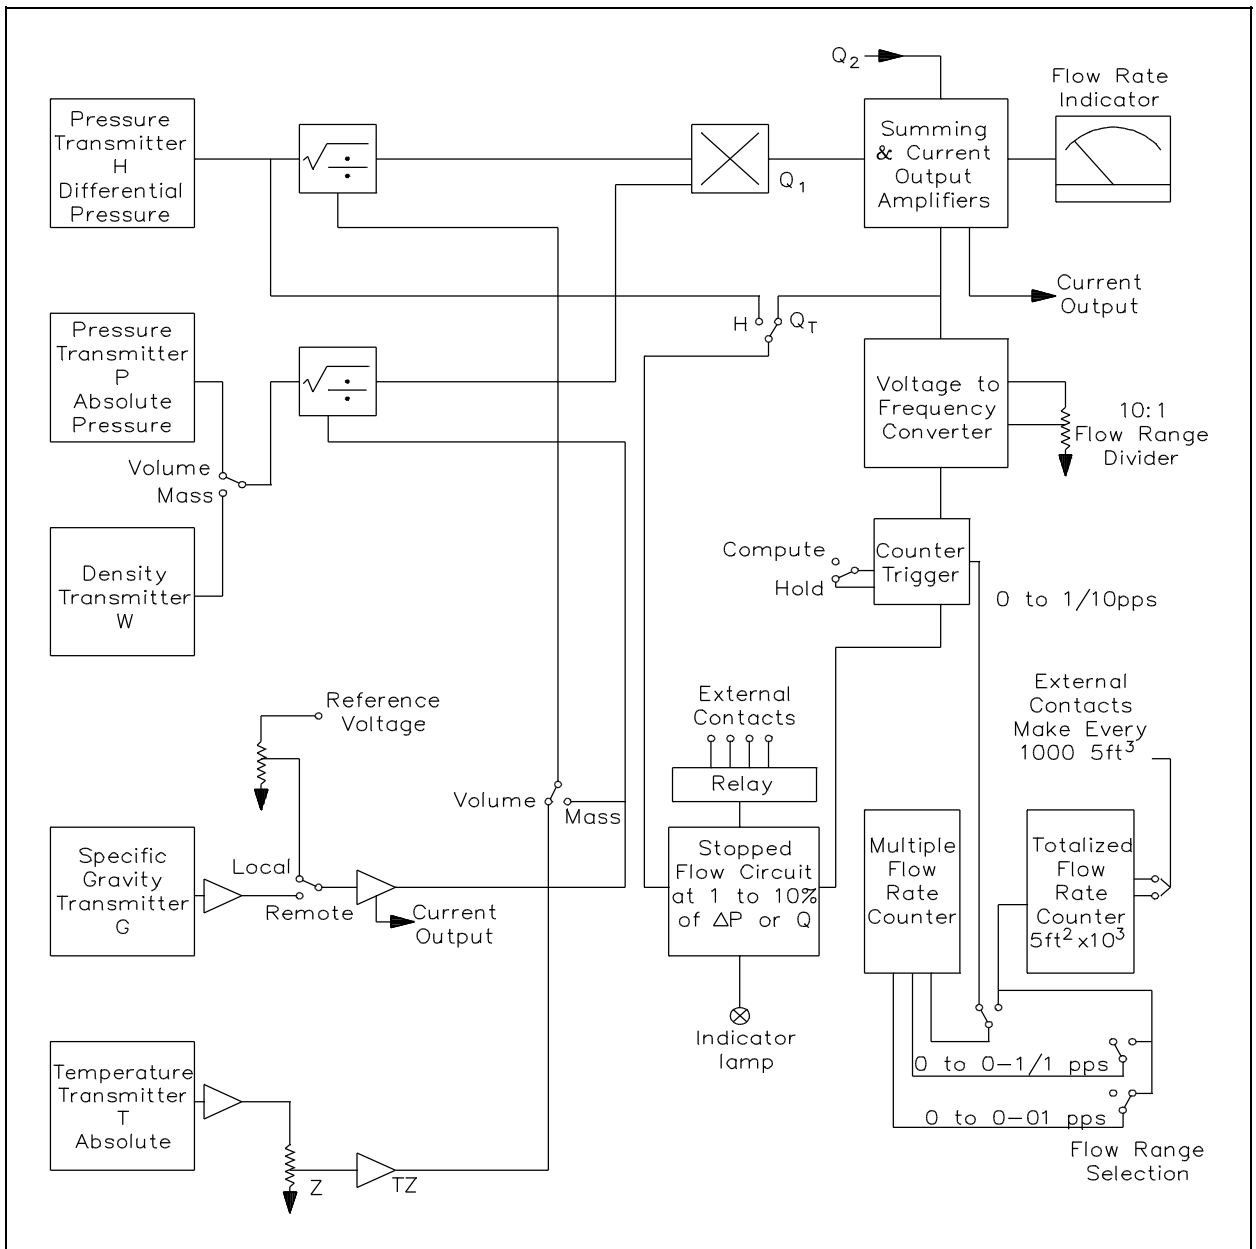 Q2
Flow Rate
Indicator
Pressure
Transmitter
H
Differential
Pressure
√ ÷
Q1
Summing
& Current
Output
Amplifiers
Current
Output
H
QT
Pressure
Transmitter
P
Absolute
Pressure
√ ÷
Voltage to
Frequency
Converter
10:1
Flow Range
Divider
Volume
Mass
Density
Transmitter
W
Compute
Hold
Counter
Trigger
0 to 1/10pps
Reference
Voltage
External
Contacts
Relay
External
Contacts
Make Every
1000 5ft³
Volume
Mass
Specific
Gravity
Transmitter
G
Local
Remote
Current
Output
Stopped
Flow Circuit
at 1 to 10%
of ΔP or Q
Multiple
Flow
Rate
Counter
Totalized
Flow
Rate
Counter
5ft² x10³
Indicator
lamp
0 to 0-1/1 pps
0 to 0-01 pps
Flow Range
Selection
Temperature
Transmitter
T
Absolute
Z
TZ